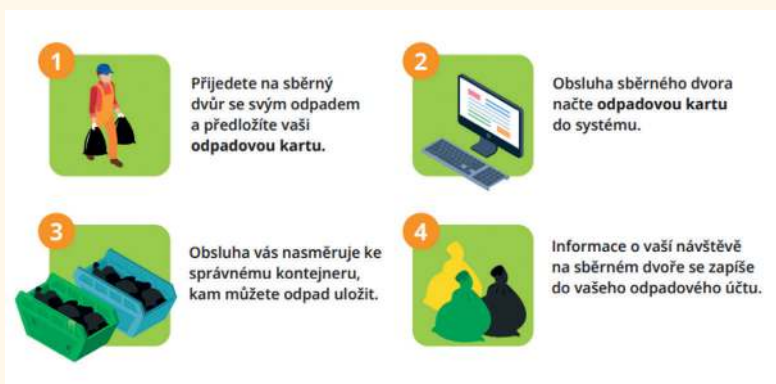 1
Přijedete na sběrný
dvůr se svým odpadem
a předložíte vaši
odpadovou kartu.
2
Obsluha sběrného dvora
načte odpadovou kartu
do systému.
3
Obsluha vás nasměruje ke
správnému kontejneru,
kam můžete odpad uložit.
4
Informace o vaší návštěvě
na sběrném dvoře se zapíše
do vašeho odpadového účtu.